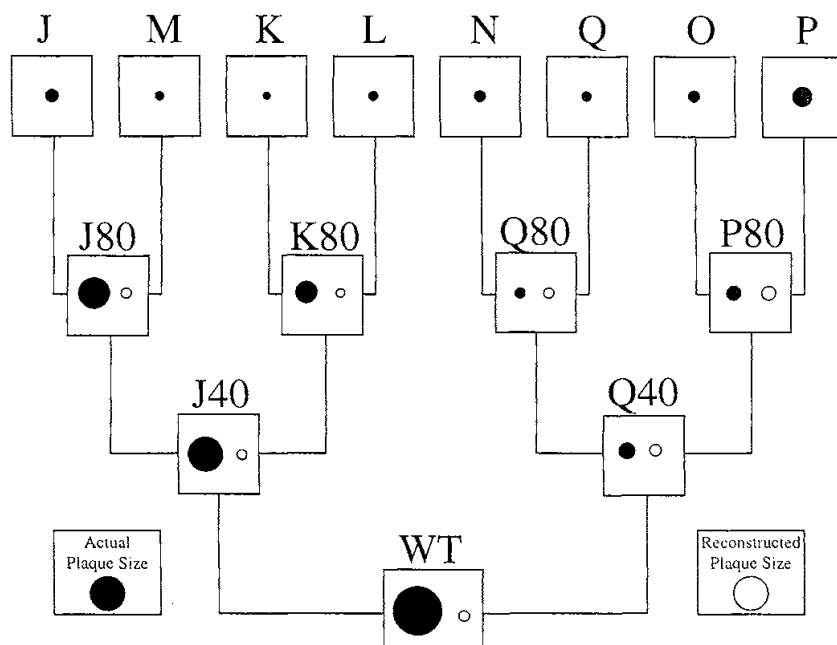 J M K L N Q O P
J80 K80 Q80 P80
J40 Q40
WT
Actual
Plaque Size
Reconstructed
Plaque Size